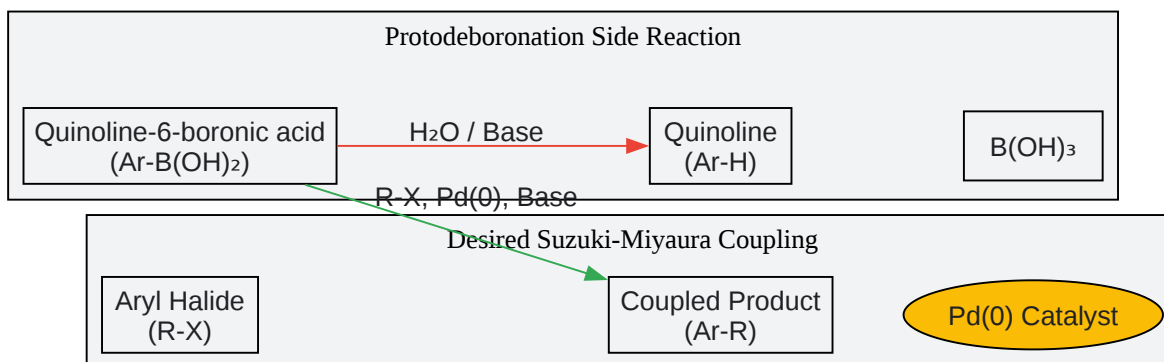 Protodeboronation Side Reaction
Quinoline-6-boronic acid
(Ar-B(OH)₂)
H₂O / Base
Quinoline
(Ar-H)
B(OH)₃
R-X, Pd(0), Base
Desired Suzuki-Miyaura Coupling
Aryl Halide
(R-X)
Coupled Product
(Ar-R)
Pd(0) Catalyst